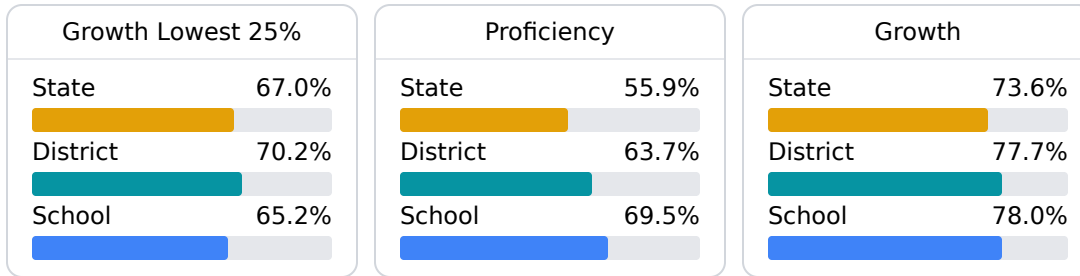 Growth Lowest 25%
State 67.0%
District 70.2%
School 65.2%
Proficiency
State 55.9%
District 63.7%
School 69.5%
Growth
State 73.6%
District 77.7%
School 78.0%